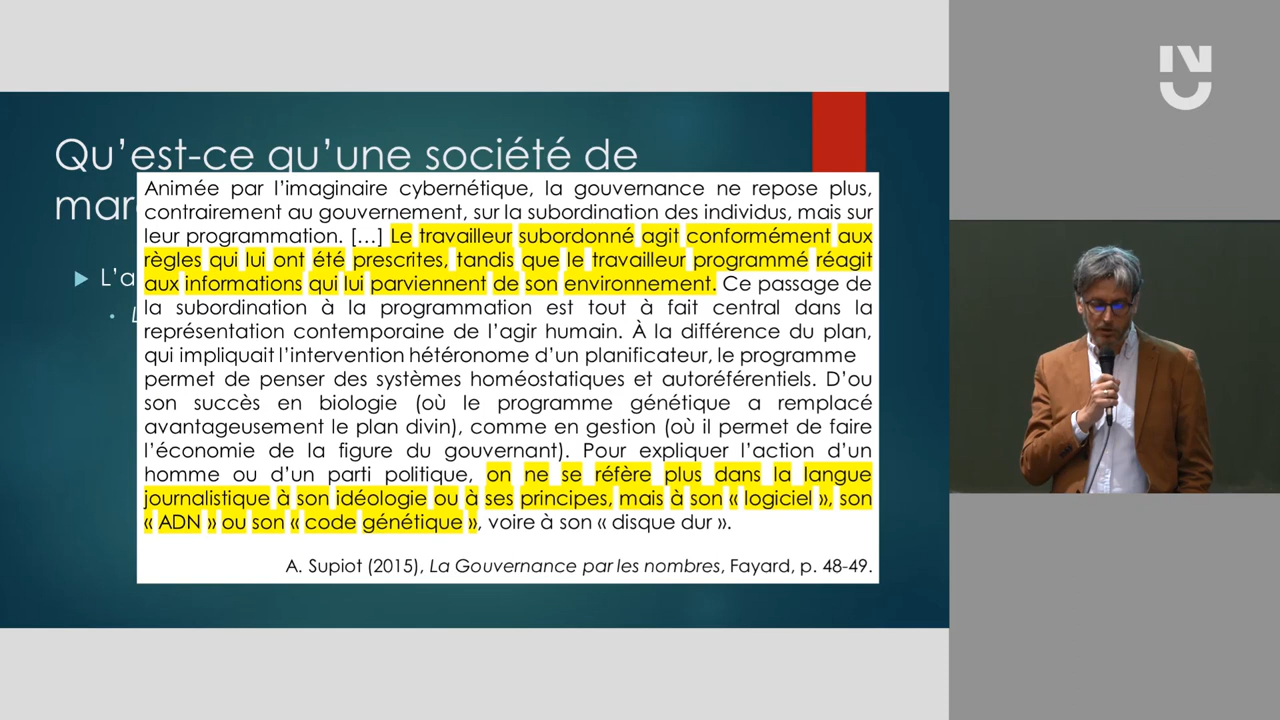 Qu’est-ce qu’une société de
Animée par l’imaginaire cybernétique, la gouvernance ne repose plus,
contrairement au gouvernement, sur la subordination des individus, mais sur
leur programmation. […] Le travailleur subordonné agit conformément aux
règles qui lui ont été prescrites, tandis que le travailleur programmé réagit
aux informations qui lui parviennent de son environnement. Ce passage de
la subordination à la programmation est tout à fait central dans la
représentation contemporaine de l’agir humain. À la différence du plan,
qui impliquait l’intervention hétéronome d’un planificateur, le programme
permet de penser des systèmes homéostatiques et autoréférentiels. D’ou
son succès en biologie (où le programme génétique a remplacé
avantageusement le plan divin), comme en gestion (où il permet de faire
l’économie de la figure du gouvernant). Pour expliquer l’action d’un
homme ou d’un parti politique, on ne se réfère plus dans la langue
journalistique à son idéologie ou à ses principes, mais à son « logiciel », son
« ADN » ou son « code génétique », voire à son « disque dur ».
A. Supiot (2015), La Gouvernance par les nombres, Fayard, p. 48-49.